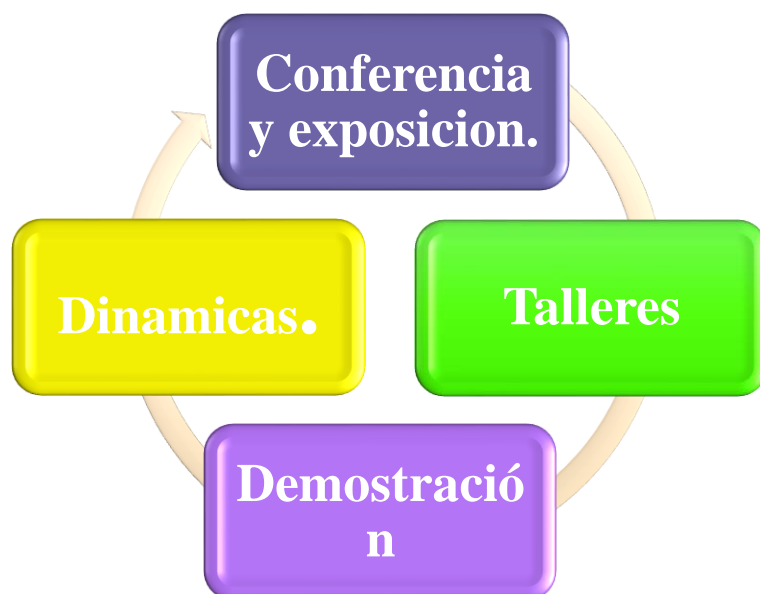 Conferencia
y exposicion.
Talleres
Demostració
n
Dinamicas.